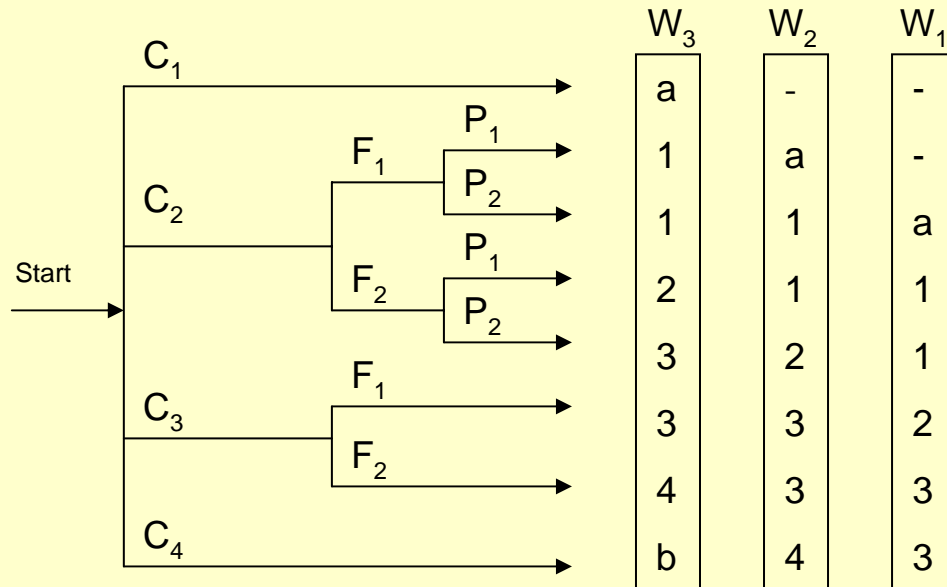 W3 W2 W1
C1 a - -
P1 1 a -
F1
P2 1 1 a
C2
P1 2 1 1
Start F2
P2 3 2 1
F1 3 3 2
C3
F2 4 3 3
C4 b 4 3